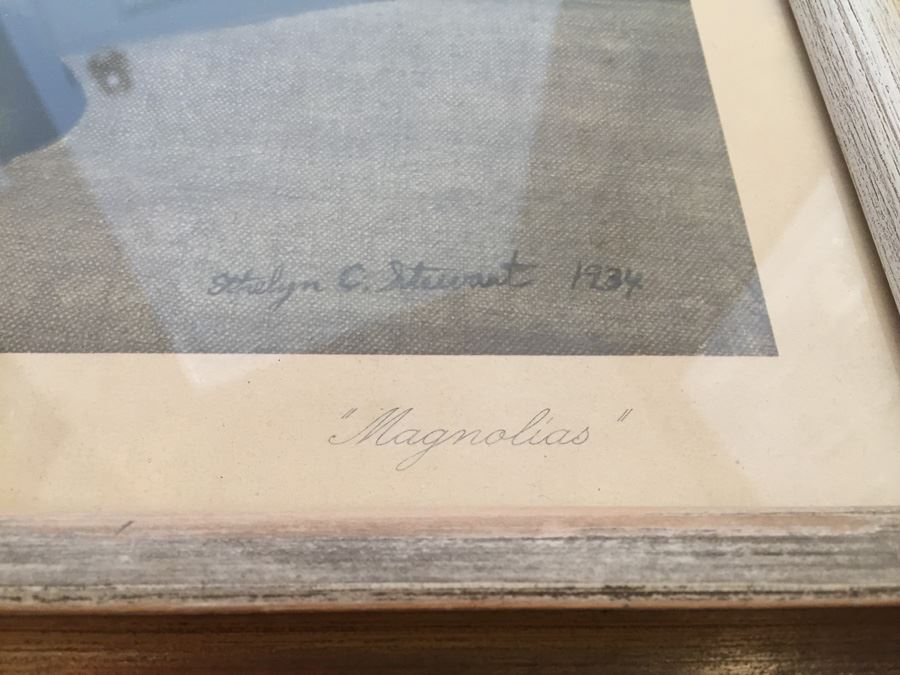 Ethelyn C. Stewart 1934
"Magnolias"